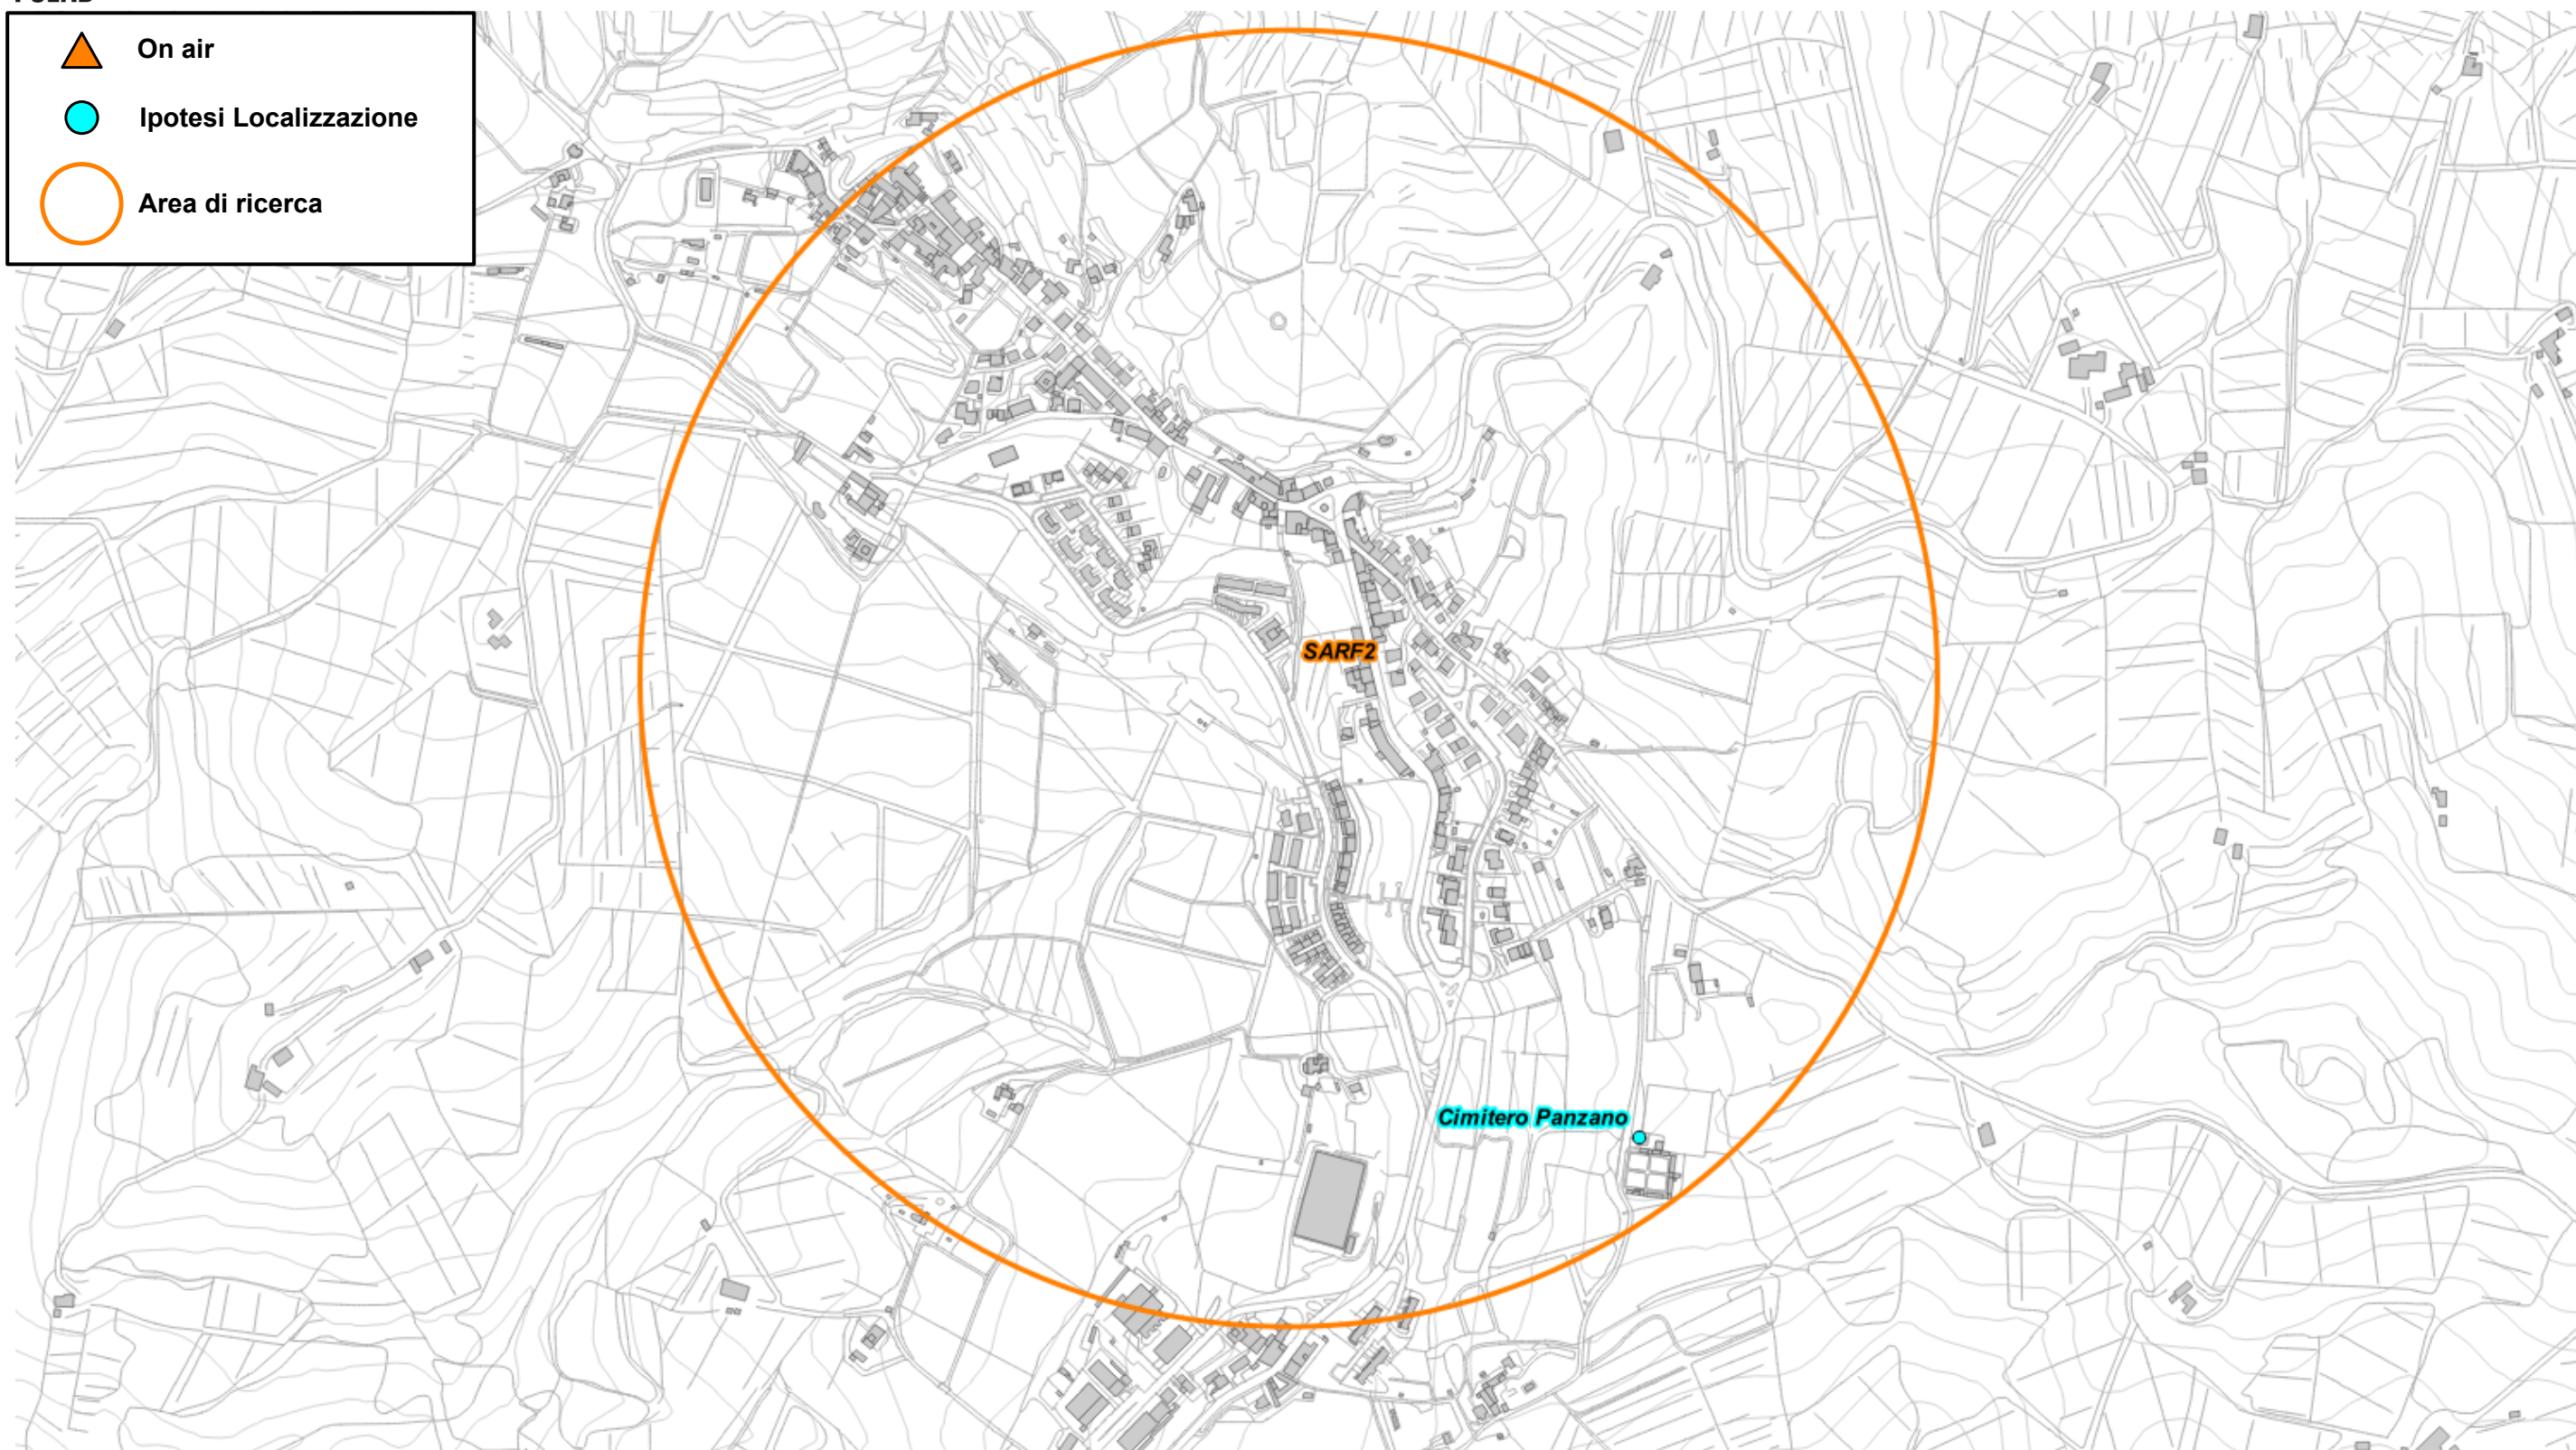 On air
Ipotesi Localizzazione
Area di ricerca
SARF2
Cimitero Panzano